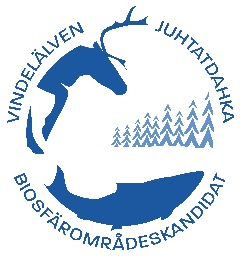 VINDELÄLVEN
JUHTATDAHKA
BIOSFÄROMRÅDESKANDIDAT